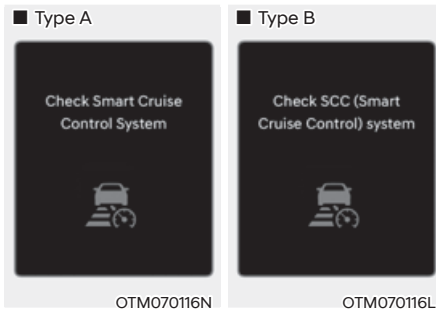 ■ Type A
Check Smart Cruise
Control System
OTM070116N
■ Type B
Check SCC (Smart
Cruise Control) system
OTM070116L